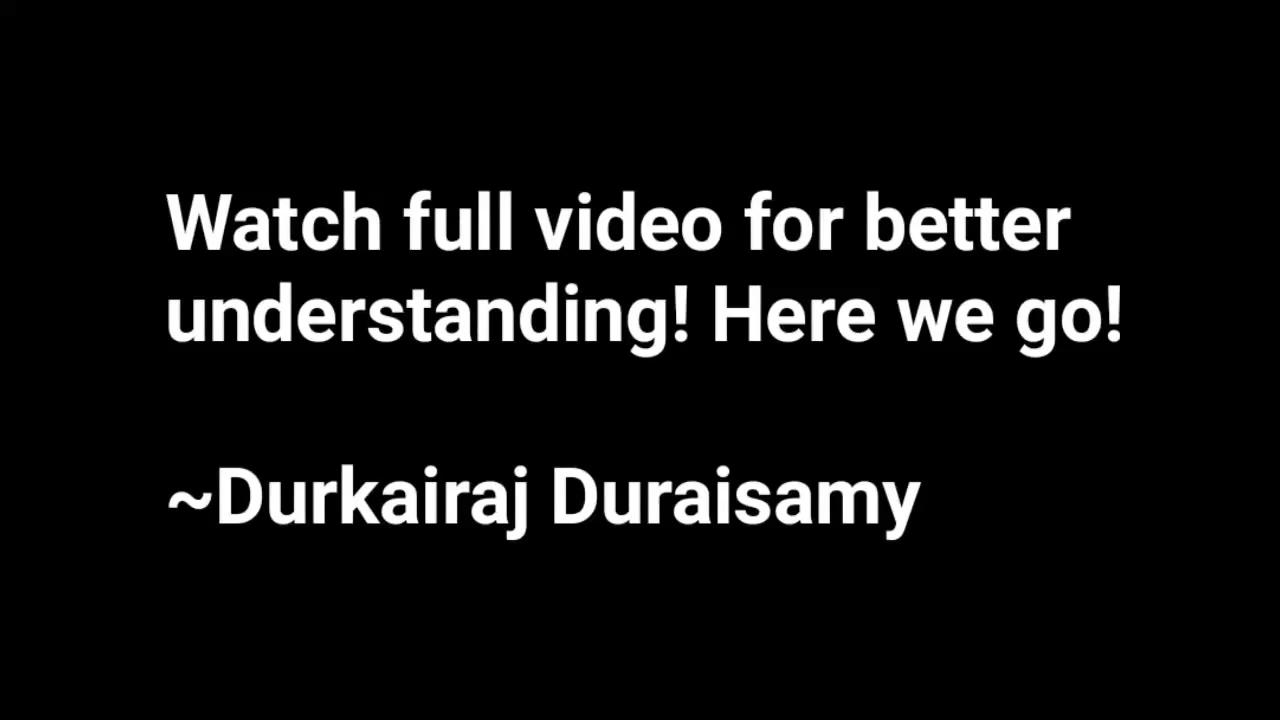 Watch full video for better
understanding! Here we go!
~Durkairaj Duraisamy